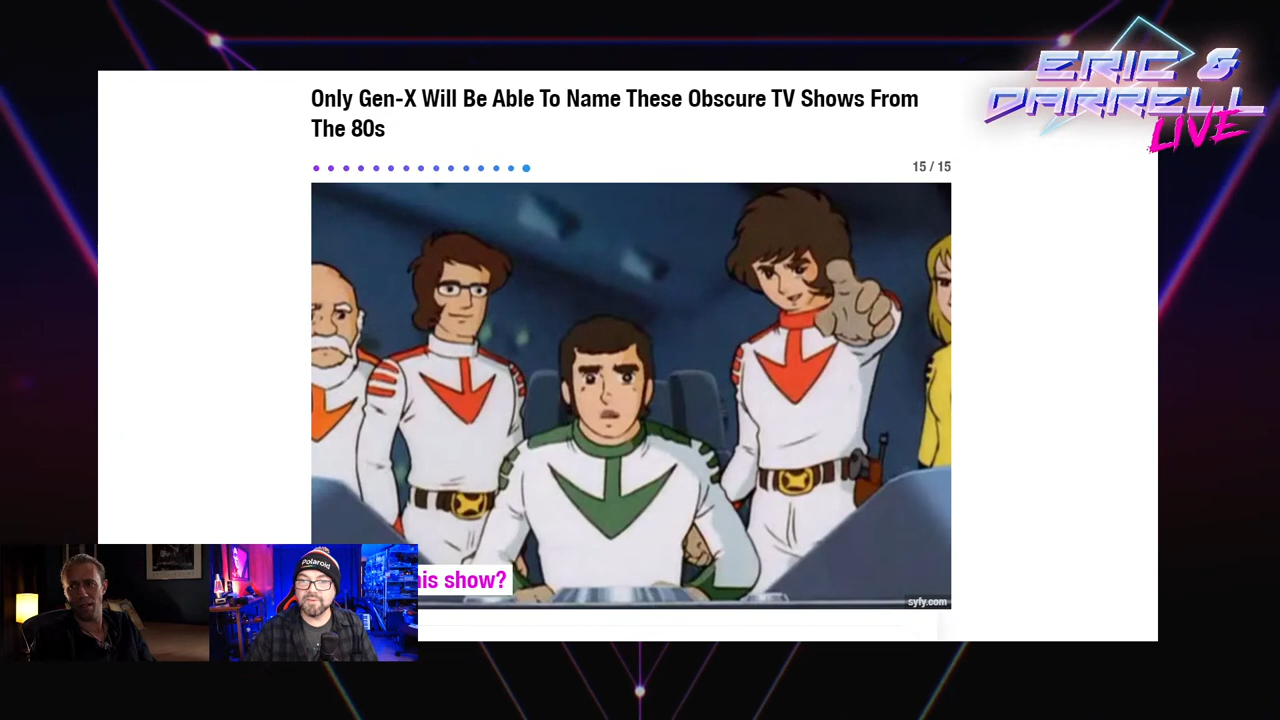 ERIC &
DARRELL
LIVE
Only Gen-X Will Be Able To Name These Obscure TV Shows From
The 80s
15 / 15
his show?
syfy.com
Polaroid